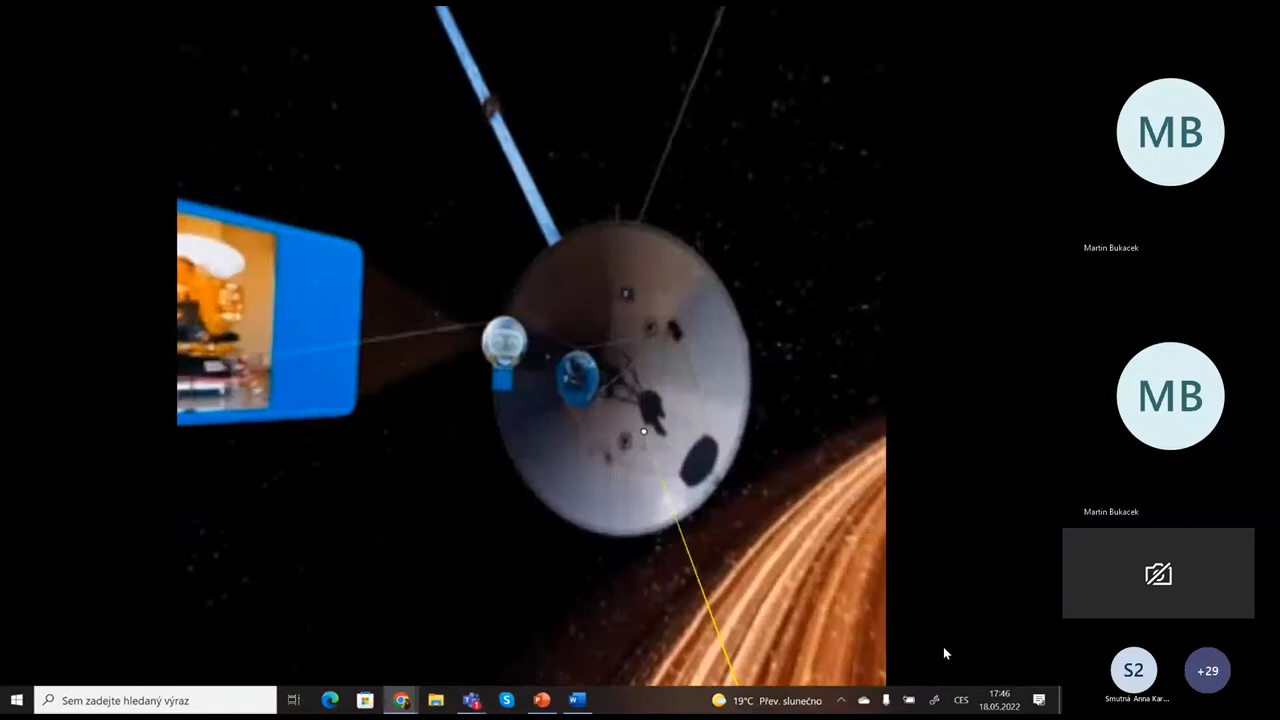 MB
Martin Bukacek
MB
Martin Bukacek
S2
+29
Smutná Anna Kar...
Sem zadejte hledaný výraz
19°C Přev. slunečno
CES
17:46
18.05.2022